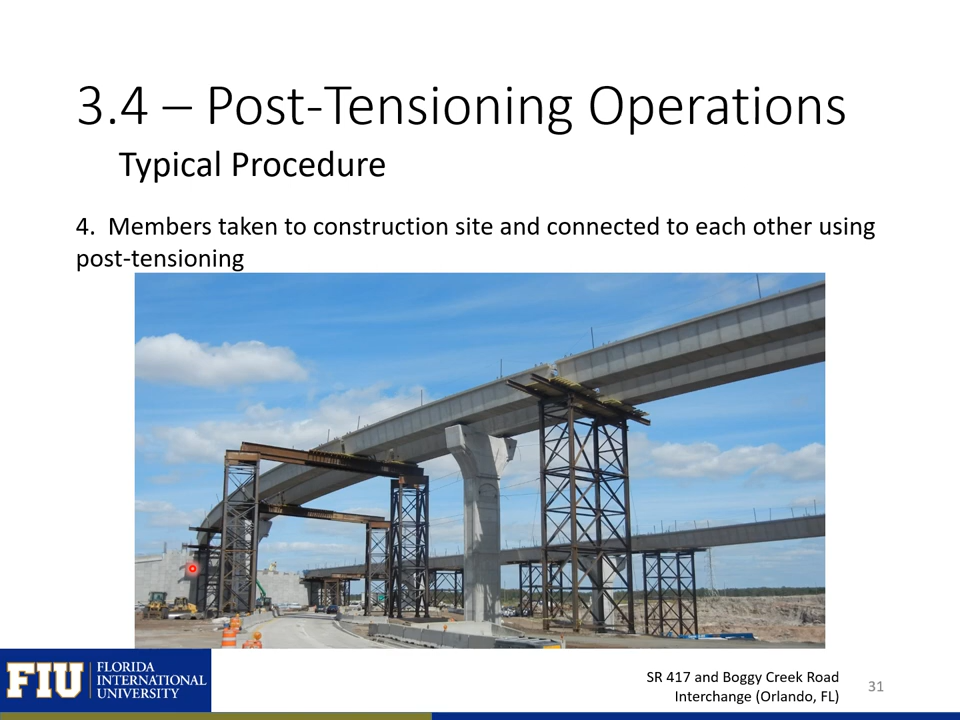 3.4 – Post-Tensioning Operations
Typical Procedure
4. Members taken to construction site and connected to each other using
post-tensioning
FIU
FLORIDA
INTERNATIONAL
UNIVERSITY
SR 417 and Boggy Creek Road
Interchange (Orlando, FL)
31